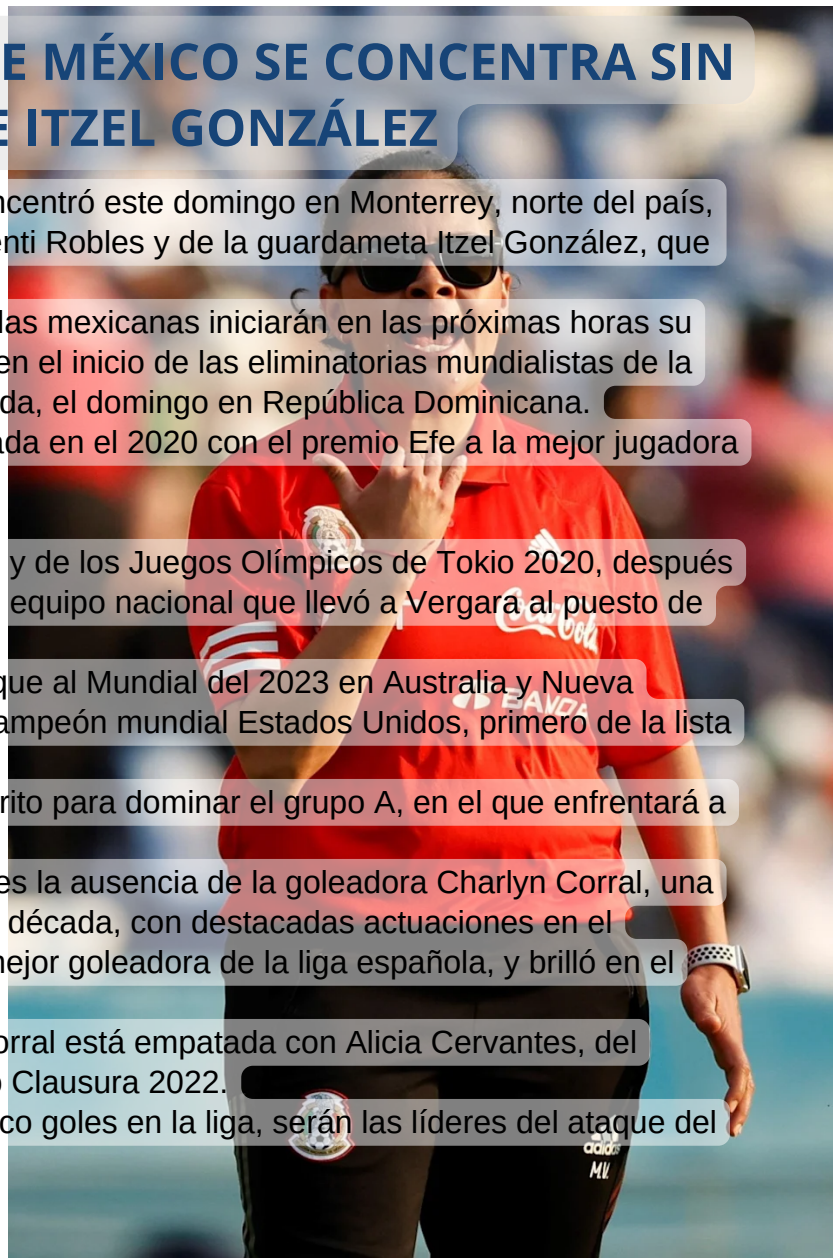 E MÉXICO SE CONCENTRA SIN
E ITZEL GONZÁLEZ
ncentró este domingo en Monterrey, norte del país,
enti Robles y de la guardameta Itzel González, que
las mexicanas iniciarán en las próximas horas su
en el inicio de las eliminatorias mundialistas de la
da, el domingo en República Dominicana.
ada en el 2020 con el premio Efe a la mejor jugadora
y de los Juegos Olímpicos de Tokio 2020, después
equipo nacional que llevó a Vergara al puesto de
Coca-Cola
que al Mundial del 2023 en Australia y Nueva
BANOR
ampeón mundial Estados Unidos, primero de la lista
rito para dominar el grupo A, en el que enfrentará a
es la ausencia de la goleadora Charlyn Corral, una
década, con destacadas actuaciones en el
nejor goleadora de la liga española, y brilló en el
orral está empatada con Alicia Cervantes, del
o Clausura 2022.
co goles en la liga, serán las líderes del ataque del
adidas
M.V.